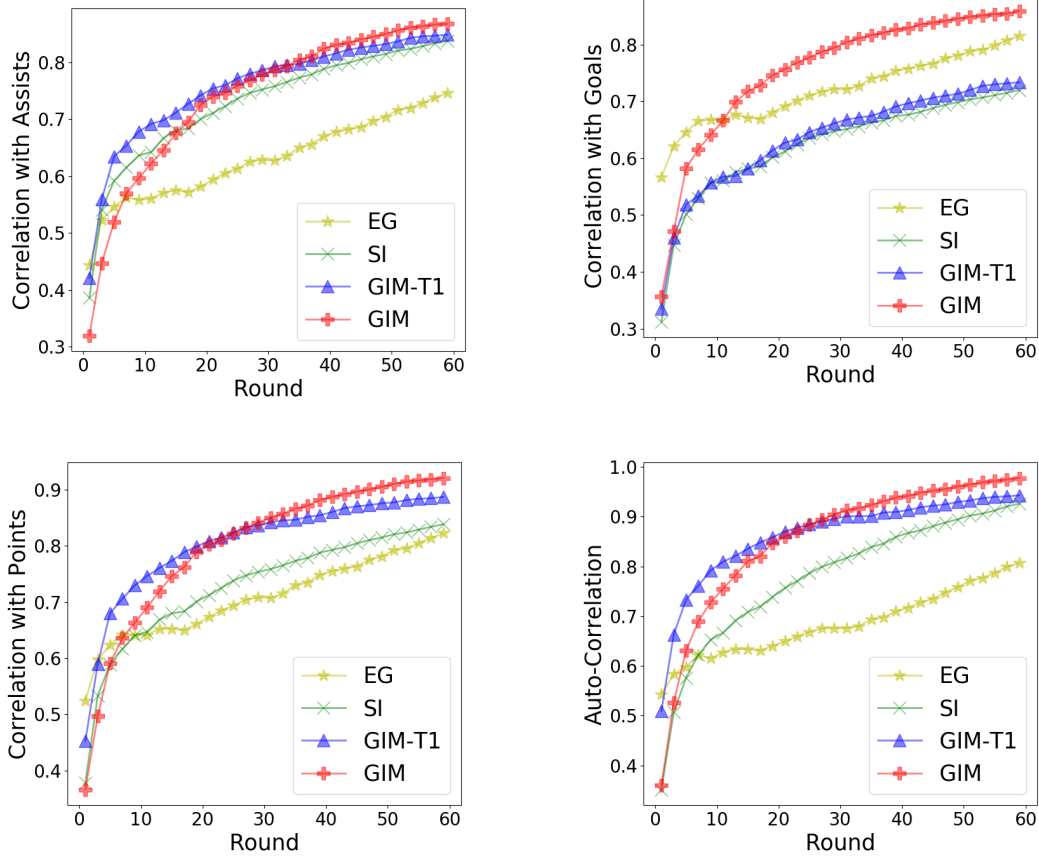 Correlation with Assists
0.8
0.7
0.6
0.5
0.4
0.3
EG
SI
GIM-T1
GIM
0 10 20 30 40 50 60
Round
Correlation with Goals
0.8
0.7
0.6
0.5
0.4
0.3
EG
SI
GIM-T1
GIM
0 10 20 30 40 50 60
Round
Correlation with Points
0.9
0.8
0.7
0.6
0.5
0.4
EG
SI
GIM-T1
GIM
0 10 20 30 40 50 60
Round
Auto-Correlation
1.0
0.9
0.8
0.7
0.6
0.5
0.4
EG
SI
GIM-T1
GIM
0 10 20 30 40 50 60
Round